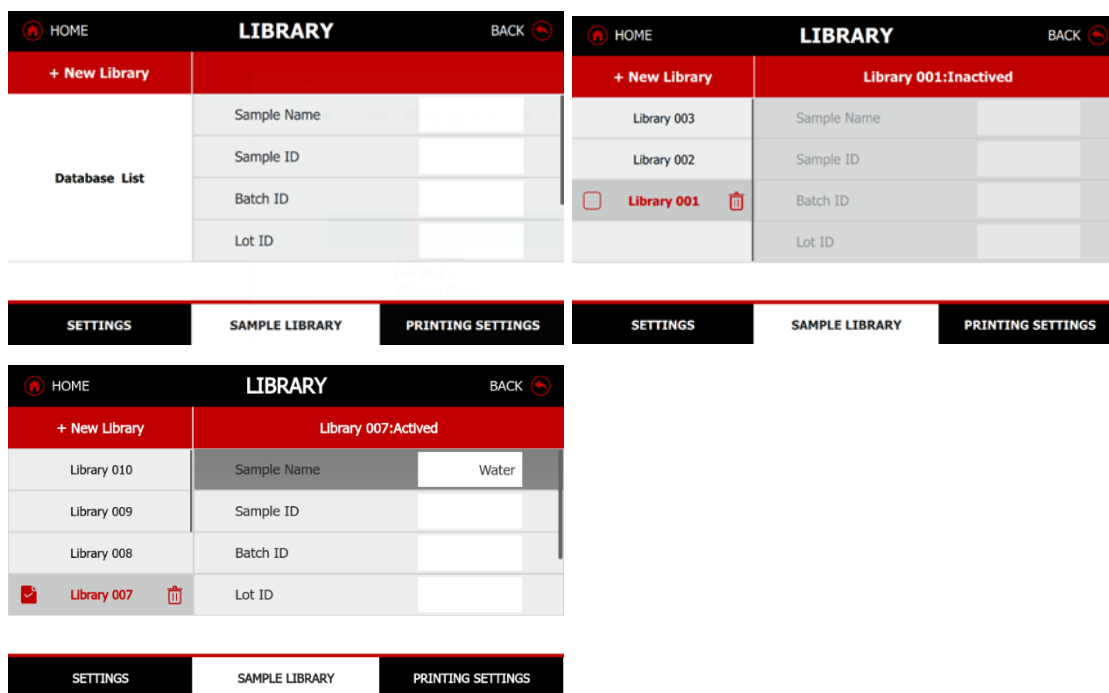 HOME LIBRARY BACK
+ New Library
Sample Name
Sample ID
Database List
Batch ID
Lot ID
SETTINGS SAMPLE LIBRARY PRINTING SETTINGS
HOME LIBRARY BACK
+ New Library Library 001:Inactived
Library 003 Sample Name
Library 002 Sample ID
Library 001 Batch ID
Lot ID
SETTINGS SAMPLE LIBRARY PRINTING SETTINGS
HOME LIBRARY BACK
+ New Library Library 007:Actived
Library 010 Sample Name Water
Library 009 Sample ID
Library 008 Batch ID
Library 007 Lot ID
SETTINGS SAMPLE LIBRARY PRINTING SETTINGS